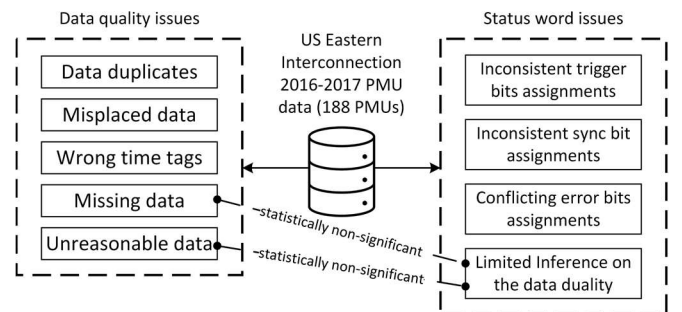 Data quality issues
Data duplicates
Misplaced data
Wrong time tags
Missing data
Unreasonable data
US Eastern
Interconnection
2016-2017 PMU
data (188 PMUs)
statistically non-significant
statistically non-significant
Status word issues
Inconsistent trigger
bits assignments
Inconsistent sync bit
assignments
Conflicting error bits
assignments
Limited Inference on
the data duality